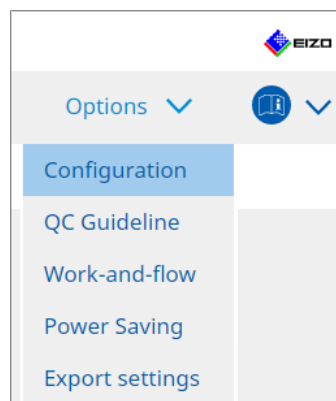 EIZO
Options
Configuration
QC Guideline
Work-and-flow
Power Saving
Export settings